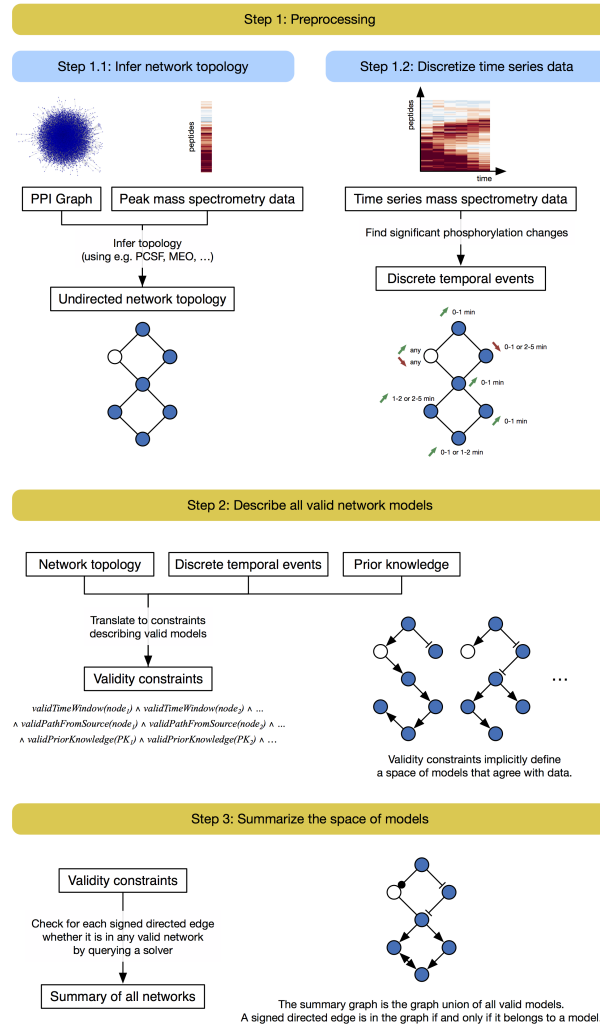 Step 1: Preprocessing
Step 1.1: Infer network topology
Step 1.2: Discretize time series data
peptides
peptides
time
PPI Graph
Peak mass spectrometry data
Time series mass spectrometry data
Infer topology
(using e.g. PCSF, MEO, …)
Find significant phosphorylation changes
Undirected network topology
Discrete temporal events
0-1 min
any
any
0-1 or 2-5 min
0-1 min
1-2 or 2-5 min
0-1 min
0-1 or 1-2 min
Step 2: Describe all valid network models
Network topology
Discrete temporal events
Prior knowledge
Translate to constraints
describing valid models
Validity constraints
validTimeWindow(node₁) ∧ validTimeWindow(node₂) ∧ …
∧ validPathFromSource(node₁) ∧ validPathFromSource(node₂) ∧ …
∧ validPriorKnowledge(PK₁) ∧ validPriorKnowledge(PK₂) ∧ …
…
Validity constraints implicitly define
a space of models that agree with data.
Step 3: Summarize the space of models
Validity constraints
Check for each signed directed edge
whether it is in any valid network
by querying a solver
Summary of all networks
The summary graph is the graph union of all valid models.
A signed directed edge is in the graph if and only if it belongs to a model.